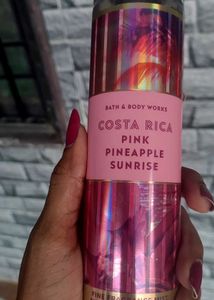 BATH & BODY WORKS
COSTA RICA
PINK
PINEAPPLE
SUNRISE
FINE FRAGRANCE MIST